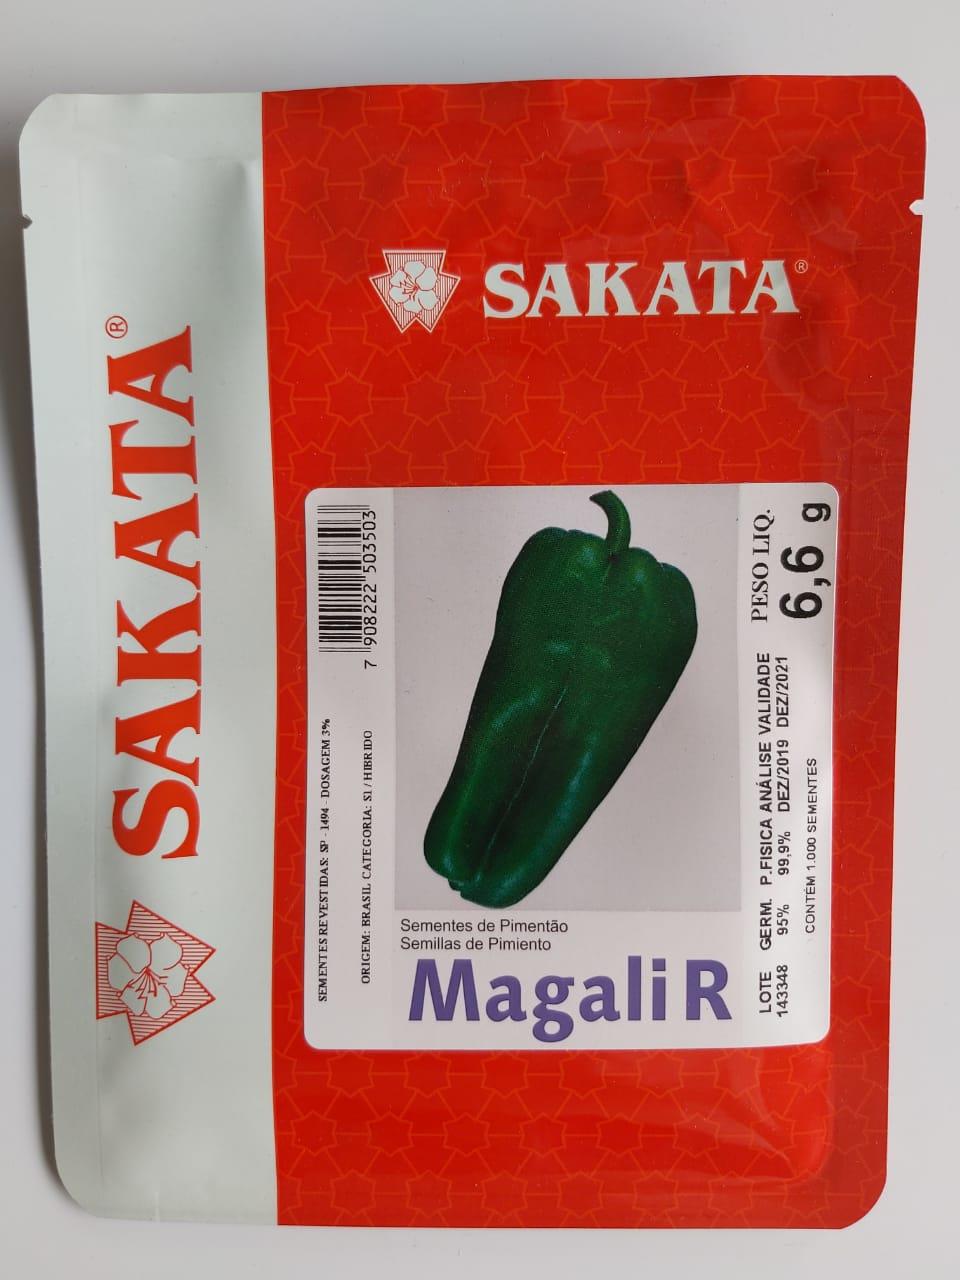 SAKATA®
SAKATA®
7 908222 503503
SEMENTES REVESTIDAS: SP - 1494 - DOSAGEM 3%
ORIGEM: BRASIL CATEGORIA: S1 / HIBRIDO
Sementes de Pimentão
Semillas de Pimiento
Magali R
PESO LIQ.
6,6 g
LOTE GERM. P.FISICA ANÁLISE VALIDADE
143348 95% 99,9% DEZ/2019 DEZ/2021
CONTÉM 1.000 SEMENTES